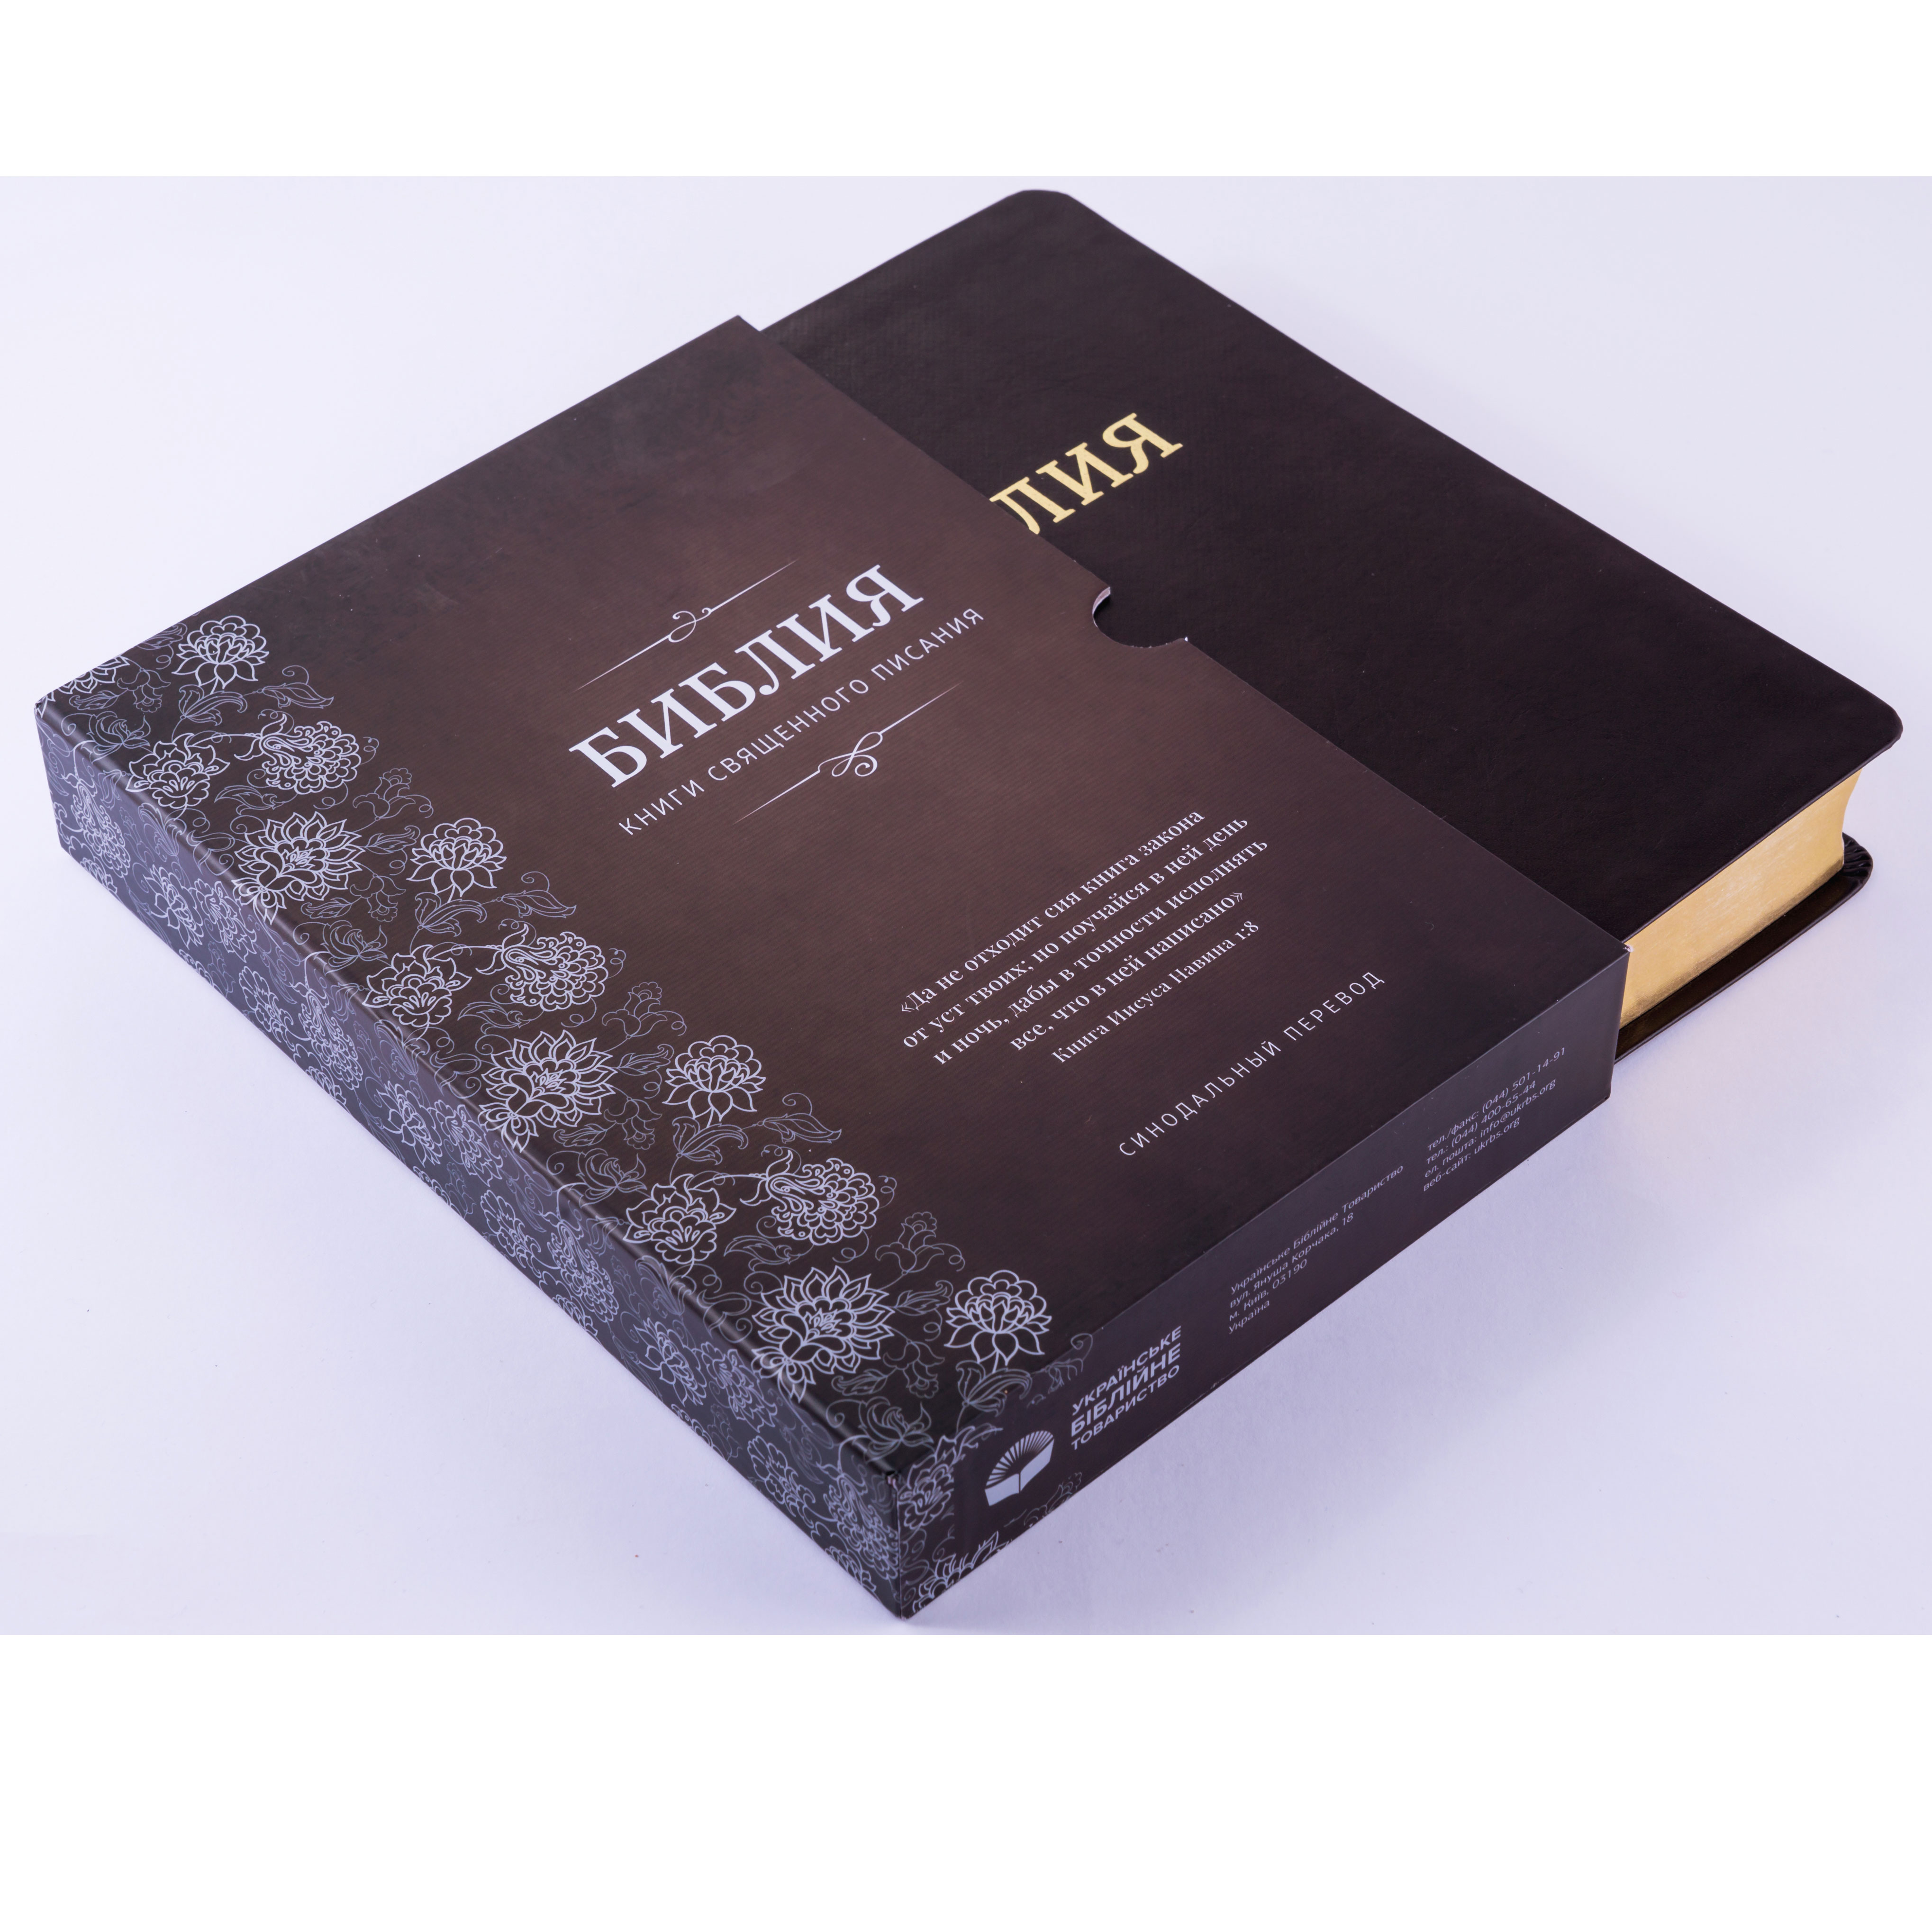 ЛИЯ
БИБЛИЯ
КНИГИ СВЯЩЕННОГО ПИСАНИЯ
«Да не отходит сия книга закона
от уст твоих; но поучайся в ней день
и ночь, дабы в точности исполнять
все, что в ней написано»
Книга Иисуса Навина 1:8
СИНОДАЛЬНЫЙ ПЕРЕВОД
УКРАЇНСЬКЕ
БІБЛІЙНЕ
ТОВАРИСТВО
Українське Біблійне Товариство
вул. Януша Корчака, 18
м. Київ, 03190
Україна
тел./факс: (044) 501-14-91
тел.: (044) 400-65-44
ел. пошта: info@ukrbs.org
веб-сайт: ukrbs.org